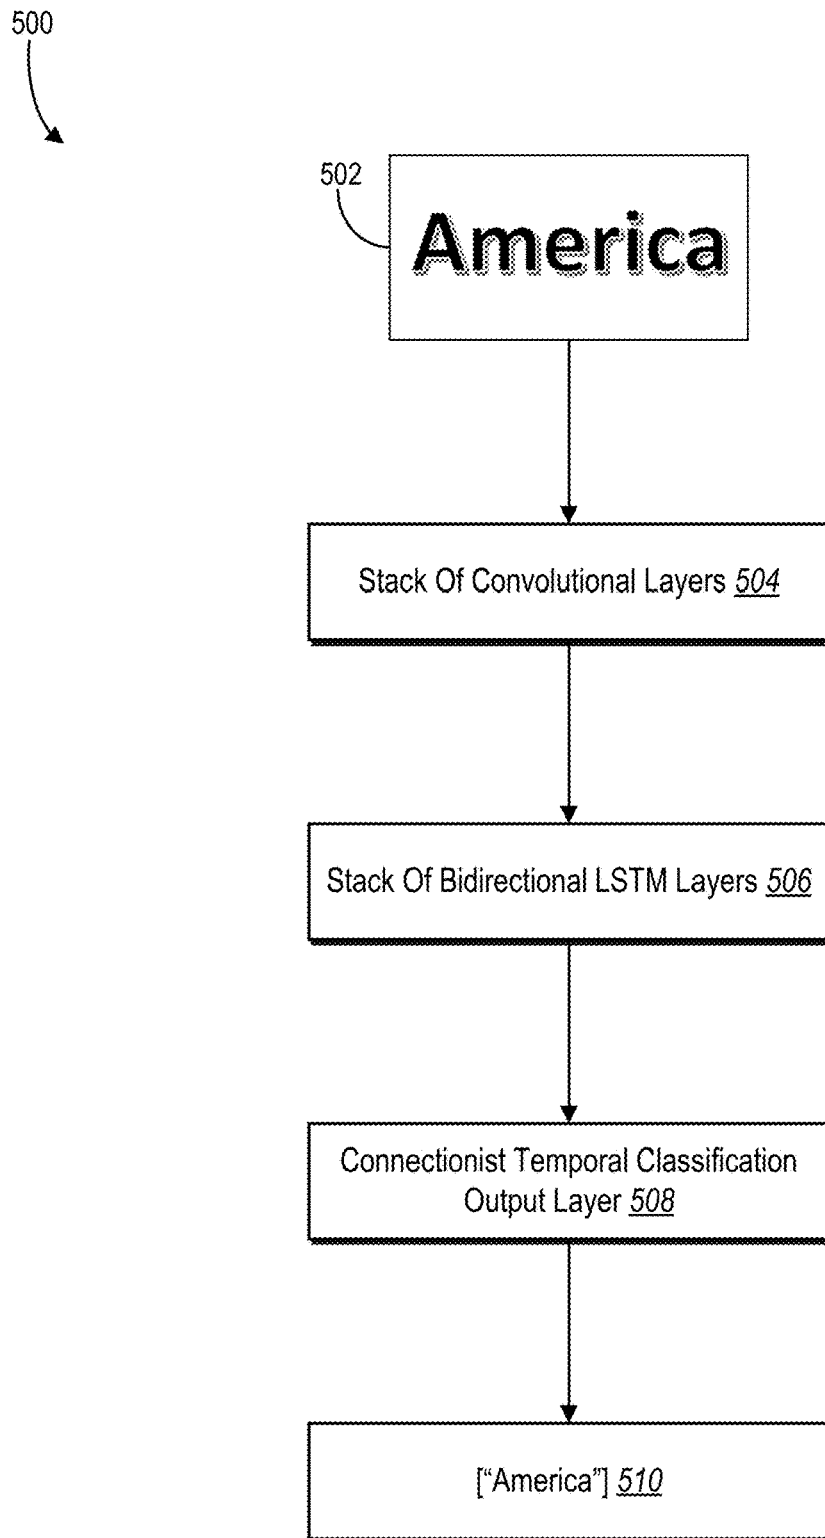 500
502
America
Stack Of Convolutional Layers 504
Stack Of Bidirectional LSTM Layers 506
Connectionist Temporal Classification
Output Layer 508
[“America”] 510